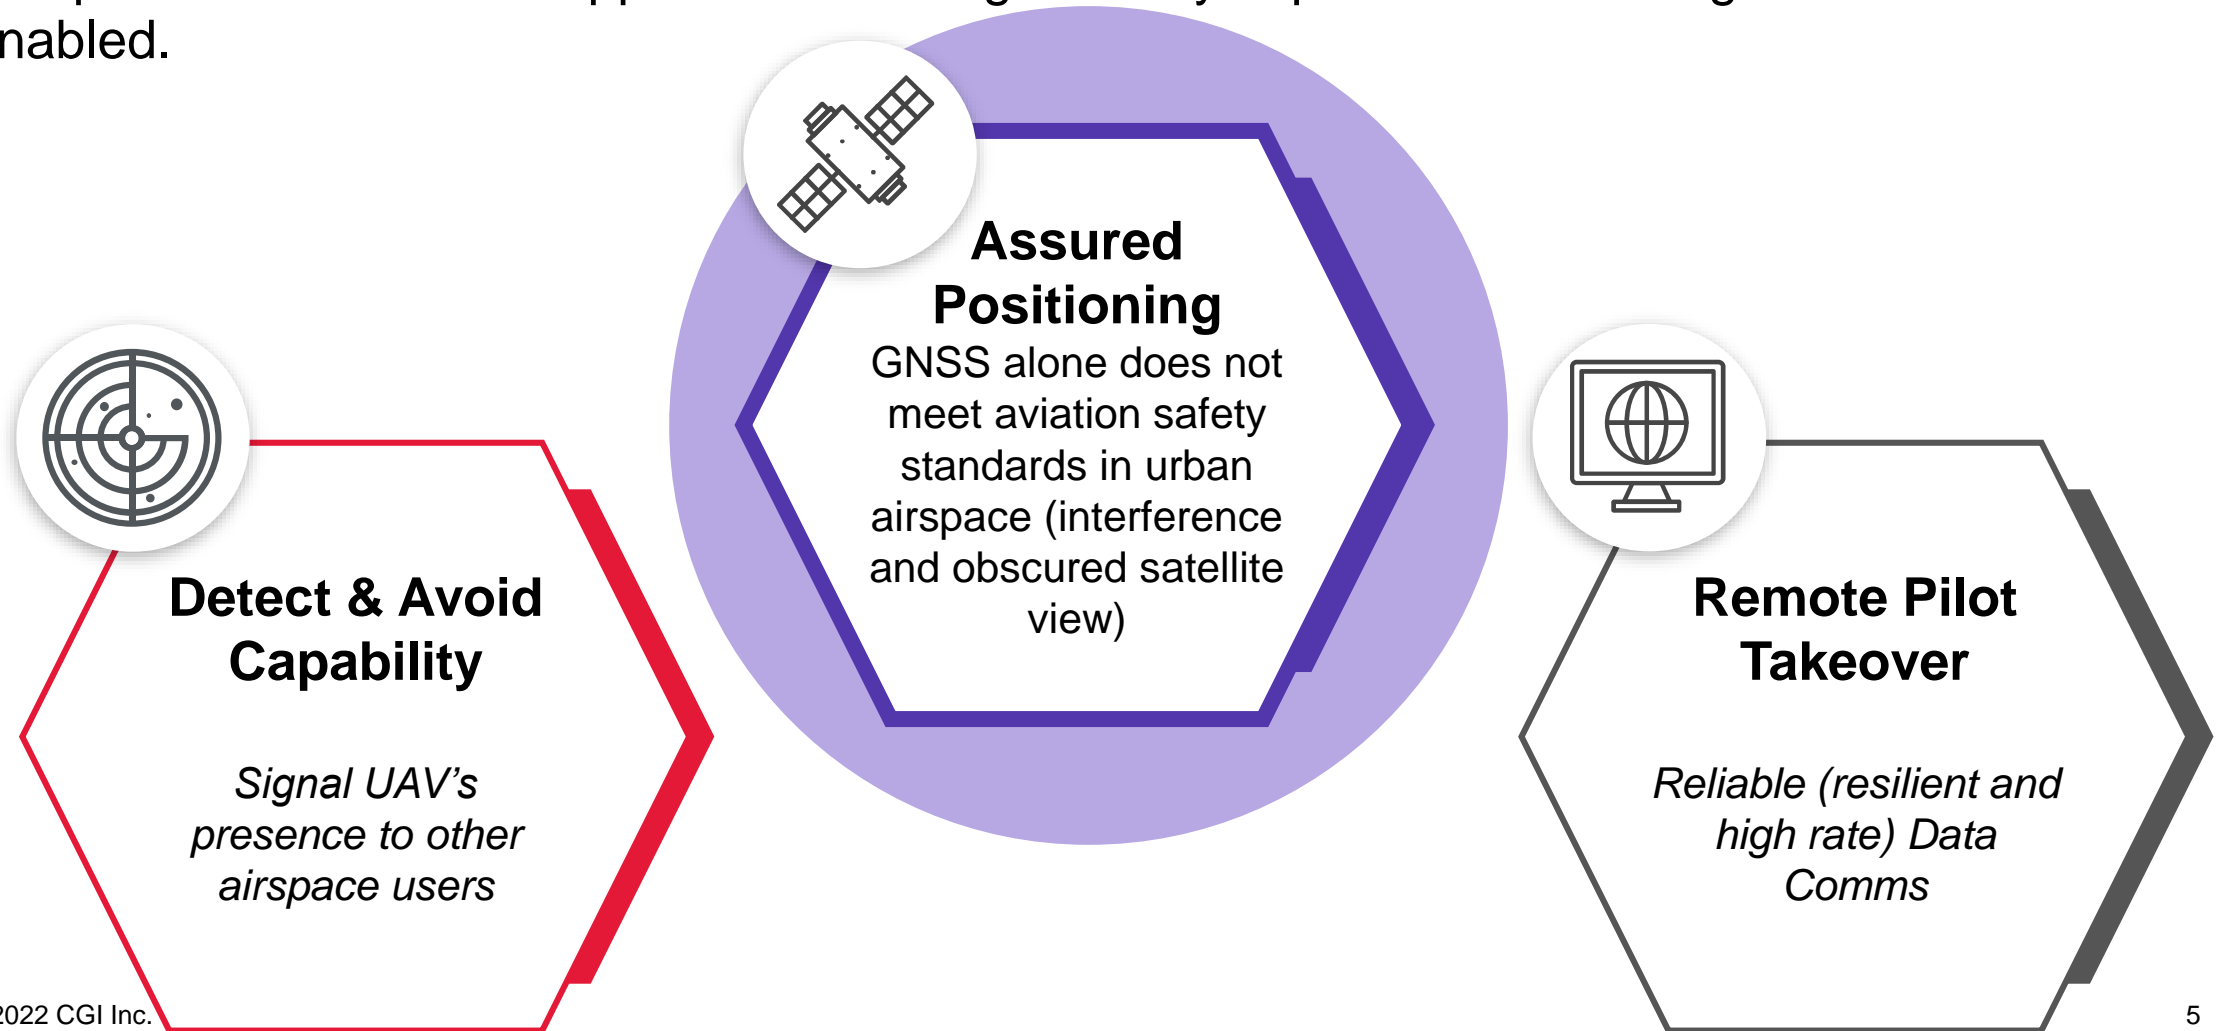 nabled.
Assured
Positioning
GNSS alone does not
meet aviation safety
standards in urban
airspace (interference
and obscured satellite
view)
Detect & Avoid
Capability
Signal UAV’s
presence to other
airspace users
Remote Pilot
Takeover
Reliable (resilient and
high rate) Data
Comms
2022 CGI Inc.
5